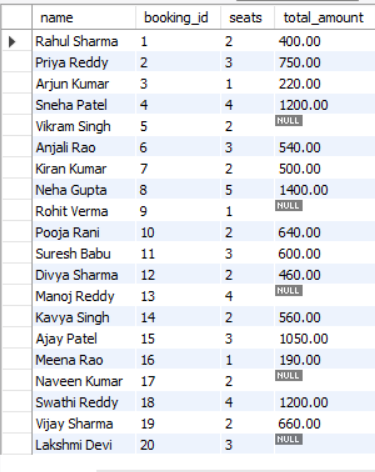 name booking_id seats total_amount
Rahul Sharma 1 2 400.00
Priya Reddy 2 3 750.00
Arjun Kumar 3 1 220.00
Sneha Patel 4 4 1200.00
Vikram Singh 5 2 NULL
Anjali Rao 6 3 540.00
Kiran Kumar 7 2 500.00
Neha Gupta 8 5 1400.00
Rohit Verma 9 1 NULL
Pooja Rani 10 2 640.00
Suresh Babu 11 3 600.00
Divya Sharma 12 2 460.00
Manoj Reddy 13 4 NULL
Kavya Singh 14 2 560.00
Ajay Patel 15 3 1050.00
Meena Rao 16 1 190.00
Naveen Kumar 17 2 NULL
Swathi Reddy 18 4 1200.00
Vijay Sharma 19 2 660.00
Lakshmi Devi 20 3 NULL